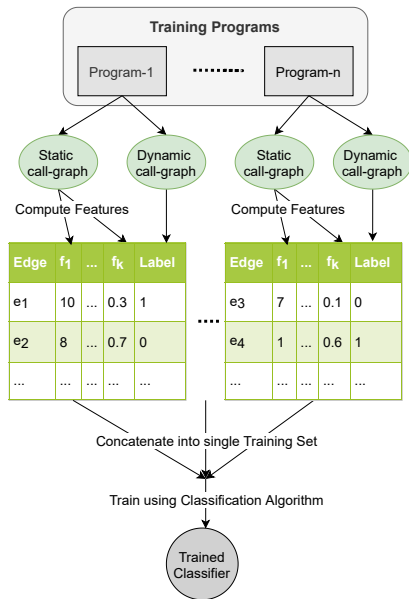 Training Programs
Program-1 ........ Program-n
Static
call-graph
Dynamic
call-graph
Static
call-graph
Dynamic
call-graph
Compute Features
Compute Features
Edge f1 ... fk Label
e1 10 ... 0.3 1
e2 8 ... 0.7 0
... ... ... ... ...
....
Edge f1 ... fk Label
e3 7 ... 0.1 0
e4 1 ... 0.6 1
... ... ... ... ...
Concatenate into single Training Set
Train using Classification Algorithm
Trained
Classifier